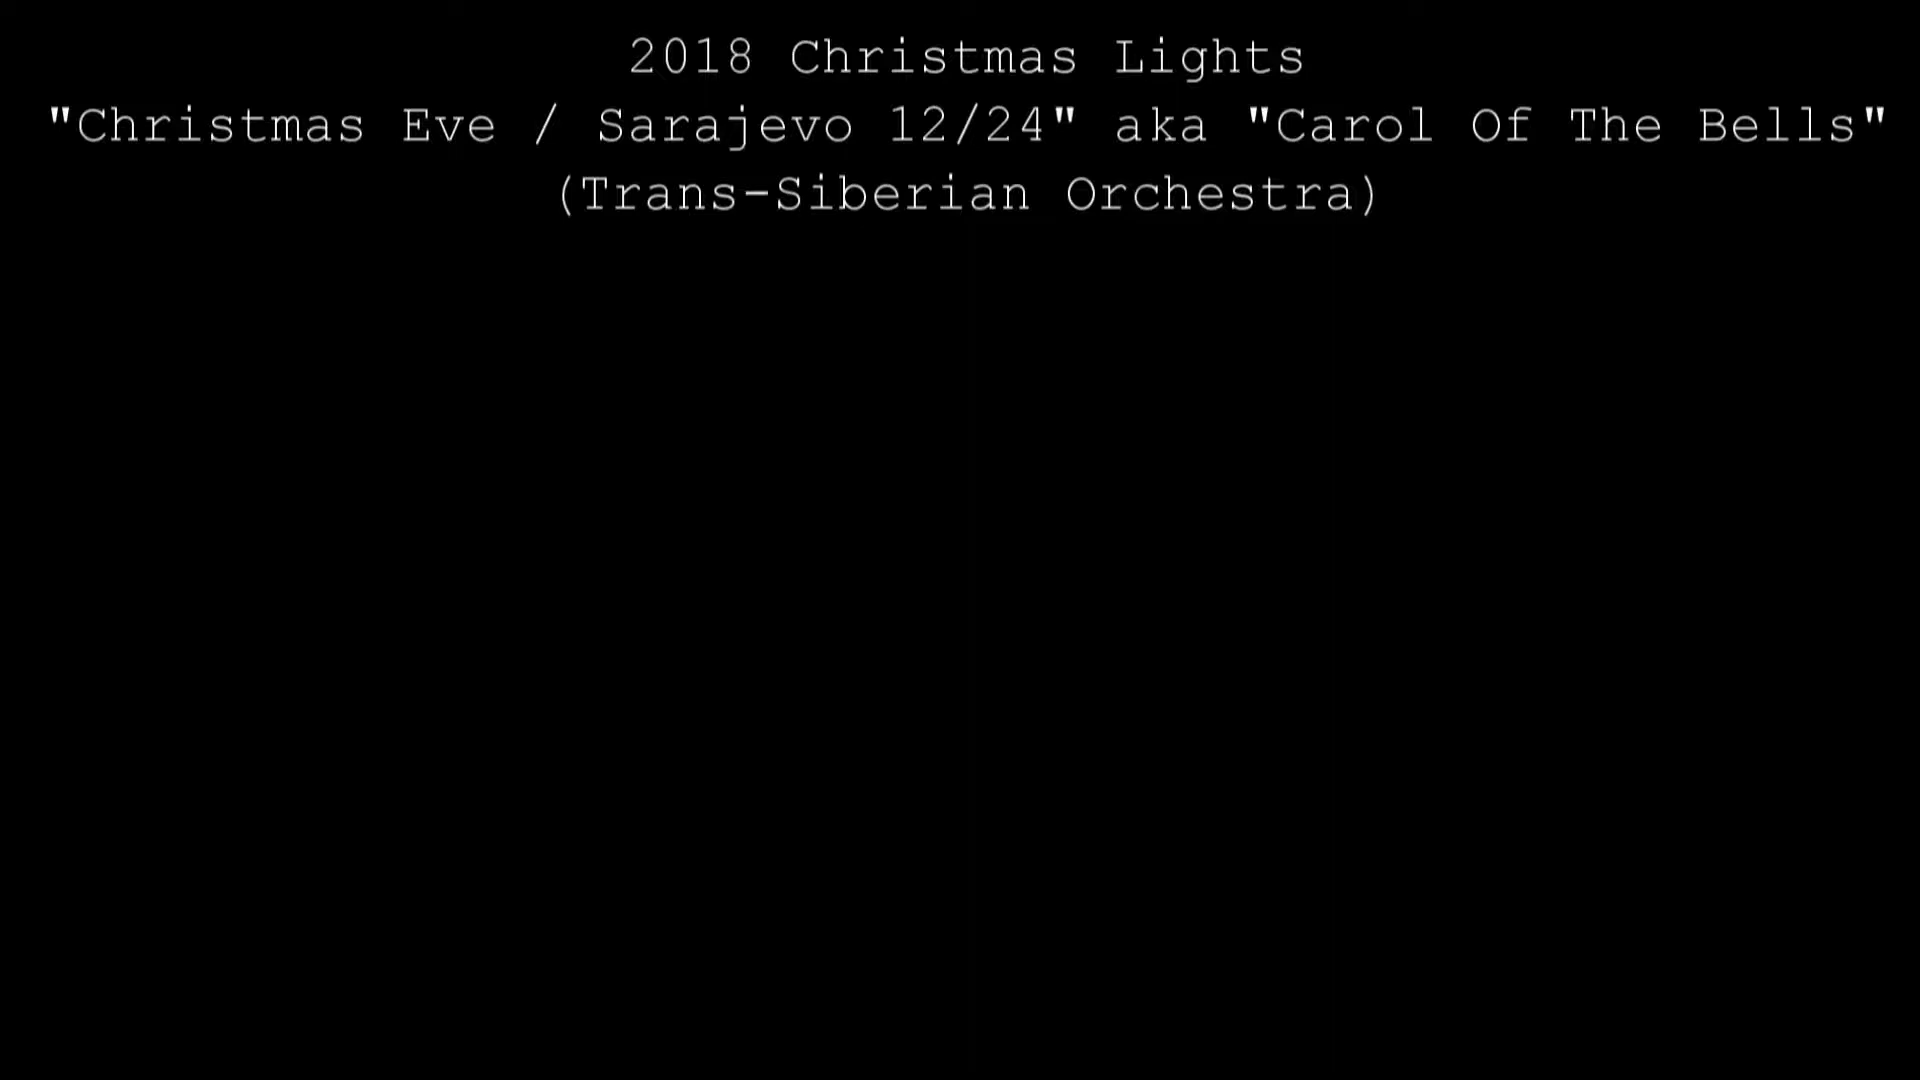 2018 Christmas Lights
"Christmas Eve / Sarajevo 12/24" aka "Carol Of The Bells"
(Trans-Siberian Orchestra)